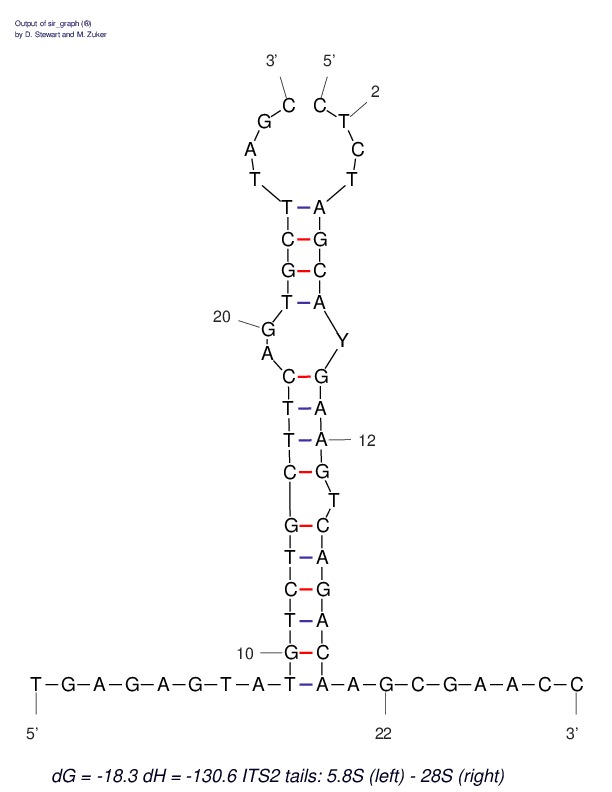 Output of sir_graph (®)
by D. Stewart and M. Zuker
3' 5'
C C
2
G T
A C
T T
T A
C G
G C
T A
20
G Y
A
C G
T A
T A 12
C G
T
G C
T A
C G
T A
10 G C
T G A G A G T A T A A G C G A A C C
5' 22 3'
dG = -18.3 dH = -130.6 ITS2 tails: 5.8S (left) - 28S (right)